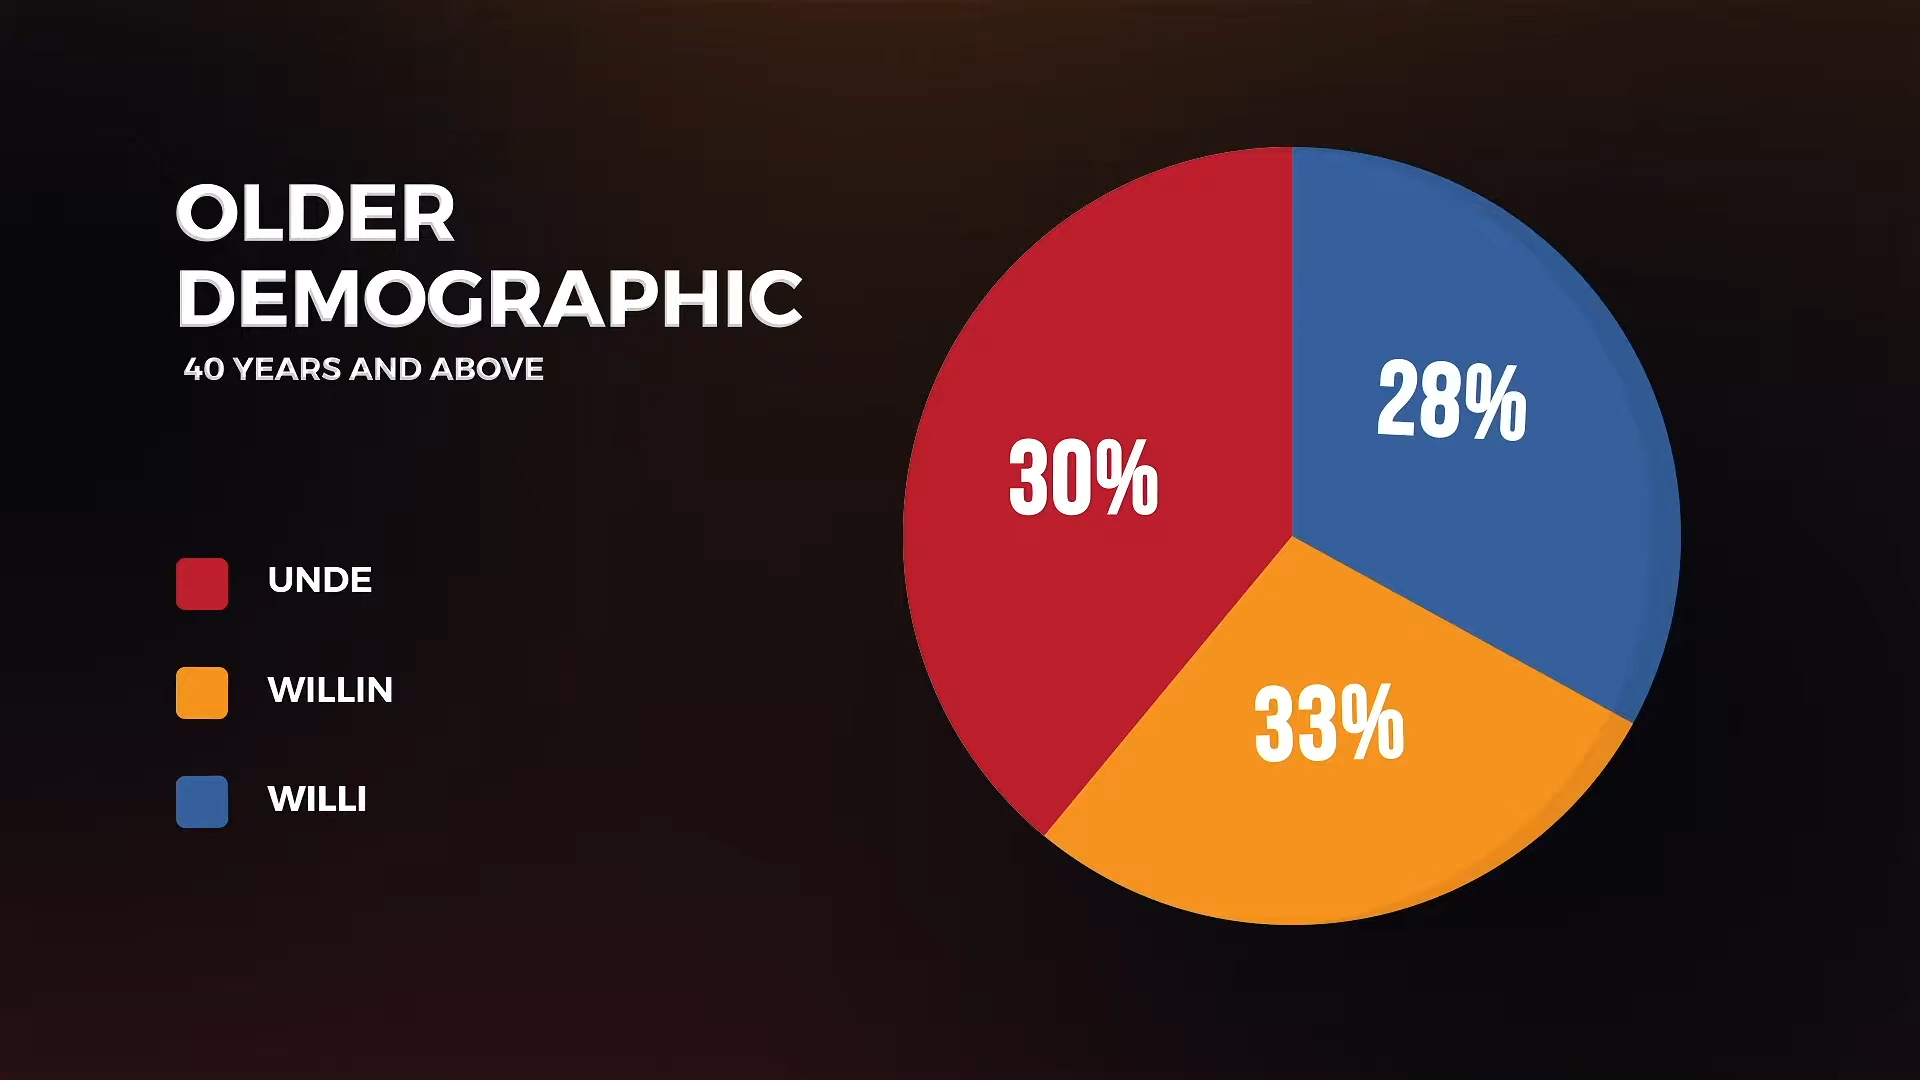 OLDER
DEMOGRAPHIC
40 YEARS AND ABOVE
UNDE
WILLIN
WILLI
30%
28%
33%